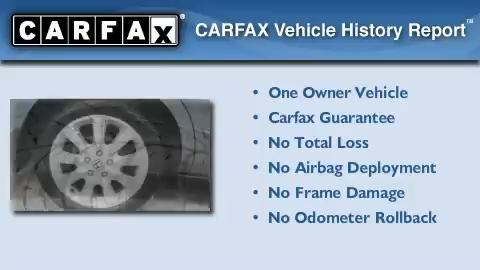 CARFAX CARFAX Vehicle History Report™
• One Owner Vehicle
• Carfax Guarantee
• No Total Loss
• No Airbag Deployment
• No Frame Damage
• No Odometer Rollback